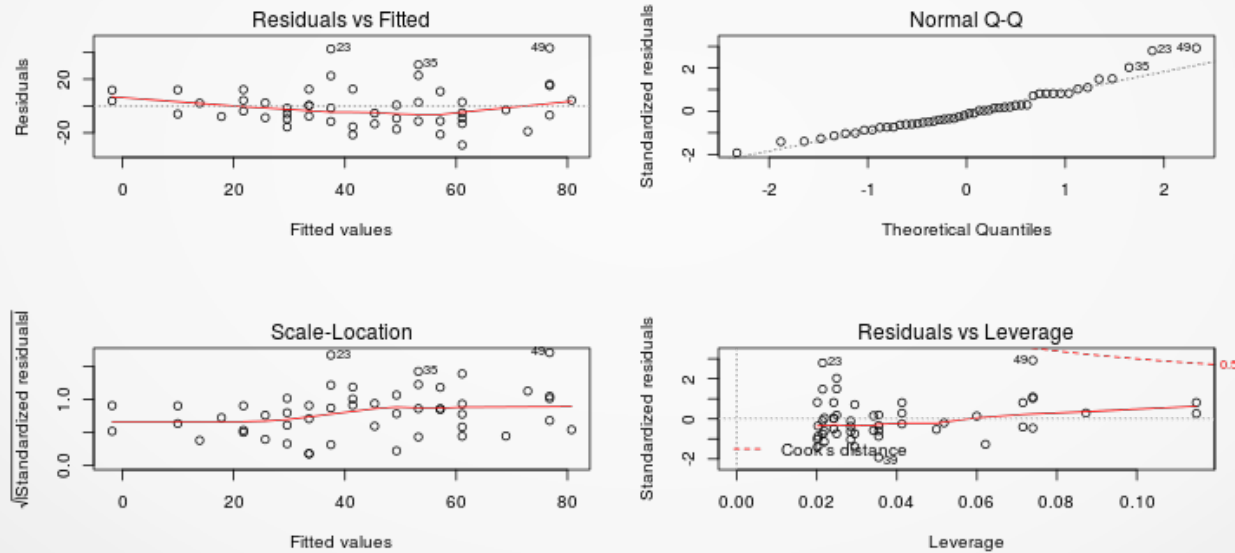 Residuals vs Fitted
Residuals
20
-20
23
35
49
0 20 40 60 80
Fitted values
Normal Q-Q
Standardized residuals
2
0
-2
23 49
35
-2 -1 0 1 2
Theoretical Quantiles
Scale-Location
√|Standardized residuals|
1.0
0.0
23
35
49
0 20 40 60 80
Fitted values
Residuals vs Leverage
Standardized residuals
2
0
-2
23
49
0.5
Cook's distance
39
0.00 0.02 0.04 0.06 0.08 0.10
Leverage